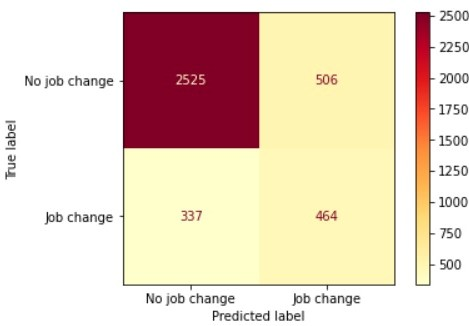 2500
2250
No job change
2525
506
2000
1750
True label
1500
1250
Job change
337
464
1000
750
500
No job change
Job change
Predicted label